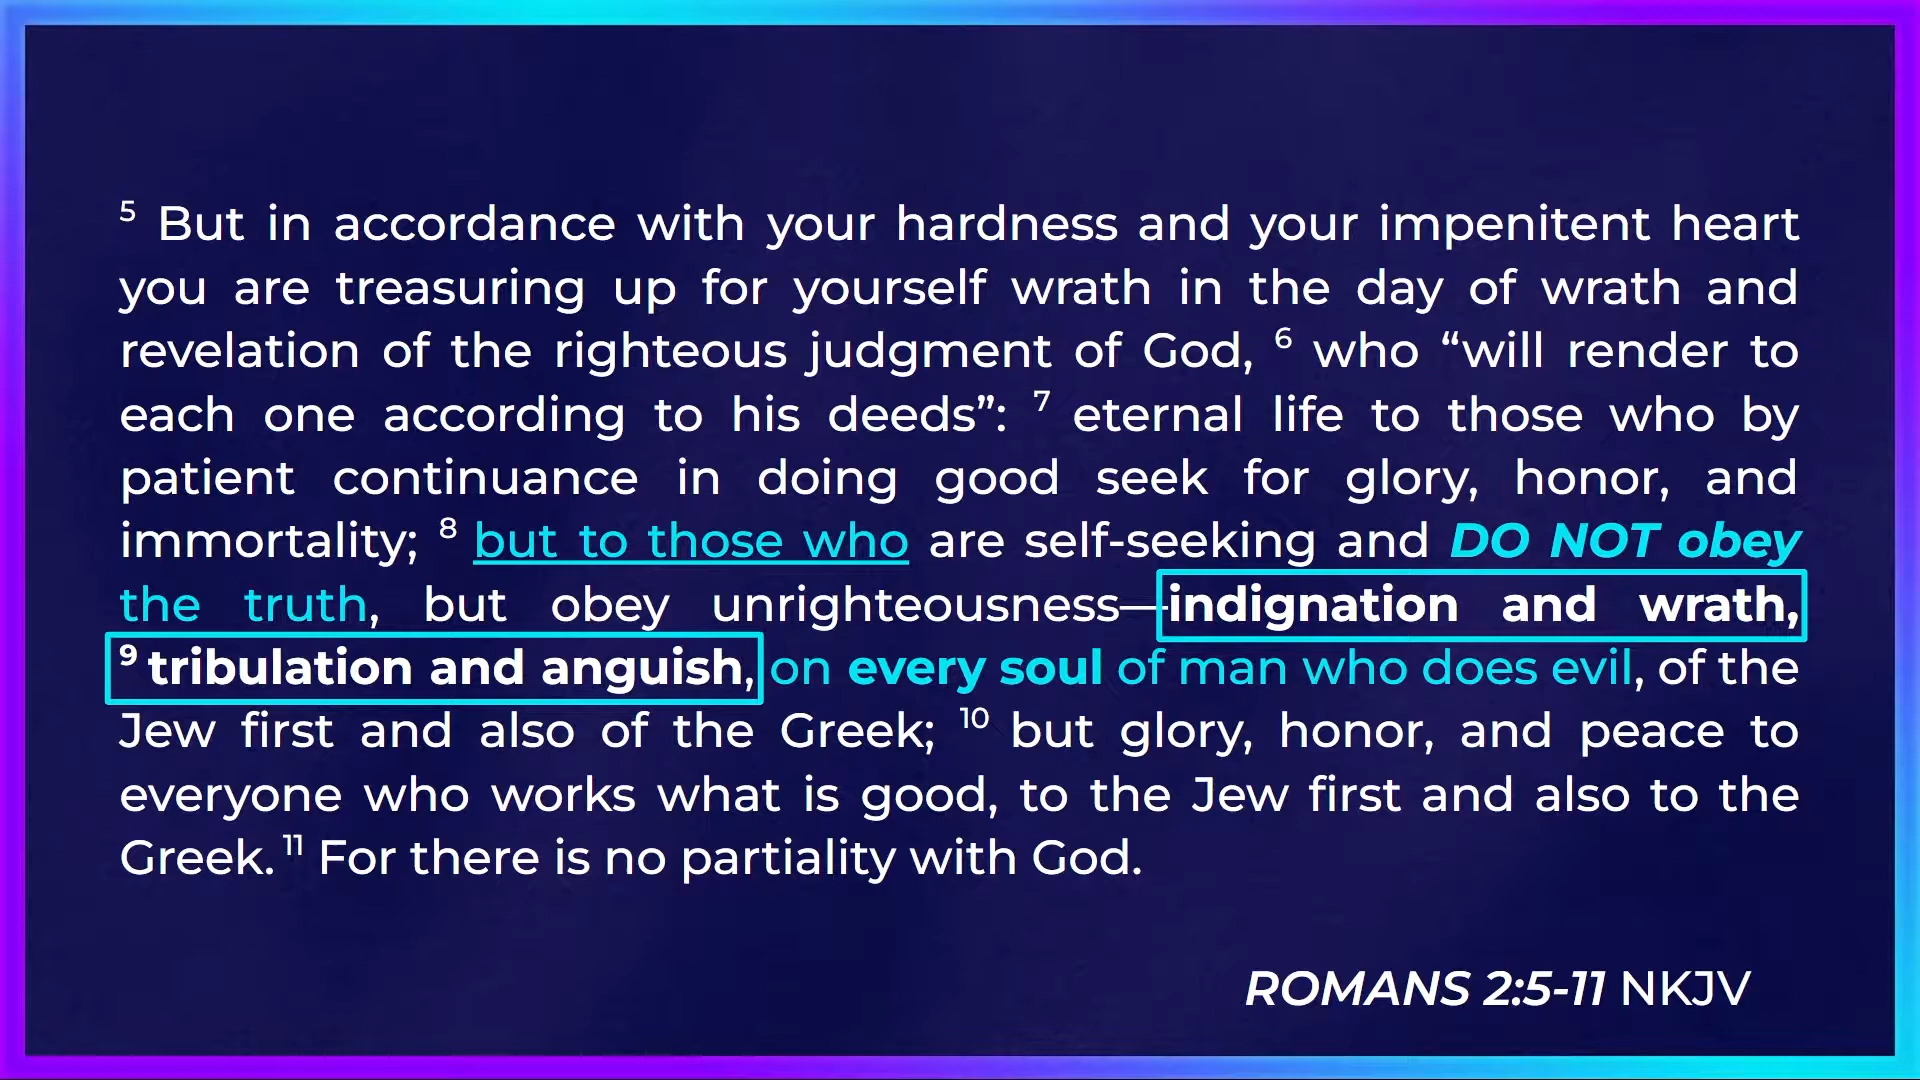 5 But in accordance with your hardness and your impenitent heart
you are treasuring up for yourself wrath in the day of wrath and
revelation of the righteous judgment of God, 6 who “will render to
each one according to his deeds”: 7 eternal life to those who by
patient continuance in doing good seek for glory, honor, and
immortality; 8 but to those who are self-seeking and DO NOT obey
the truth, but obey unrighteousness—indignation and wrath,
9 tribulation and anguish, on every soul of man who does evil, of the
Jew first and also of the Greek; 10 but glory, honor, and peace to
everyone who works what is good, to the Jew first and also to the
Greek. 11 For there is no partiality with God.
ROMANS 2:5-11 NKJV